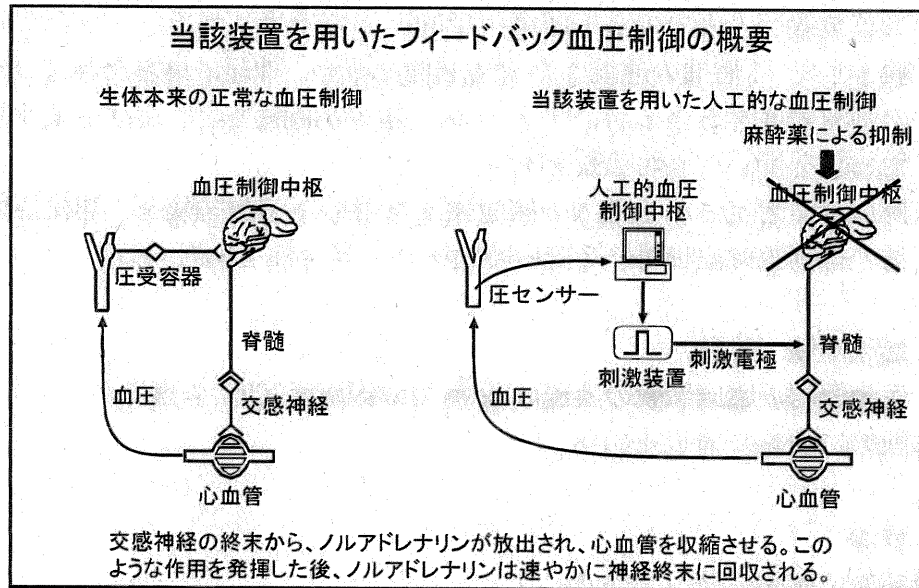 当該装置を用いたフィードバック血圧制御の概要
生体本来の正常な血圧制御
血圧制御中枢
圧受容器
脊髄
血圧
交感神経
心血管
当該装置を用いた人工的な血圧制御
麻酔薬による抑制
人工的血圧
制御中枢
血圧制御中枢
圧センサー
刺激装置
刺激電極
脊髄
血圧
交感神経
心血管
交感神経の終末から、ノルアドレナリンが放出され、心血管を収縮させる。この
ような作用を発揮した後、ノルアドレナリンは速やかに神経終末に回収される。